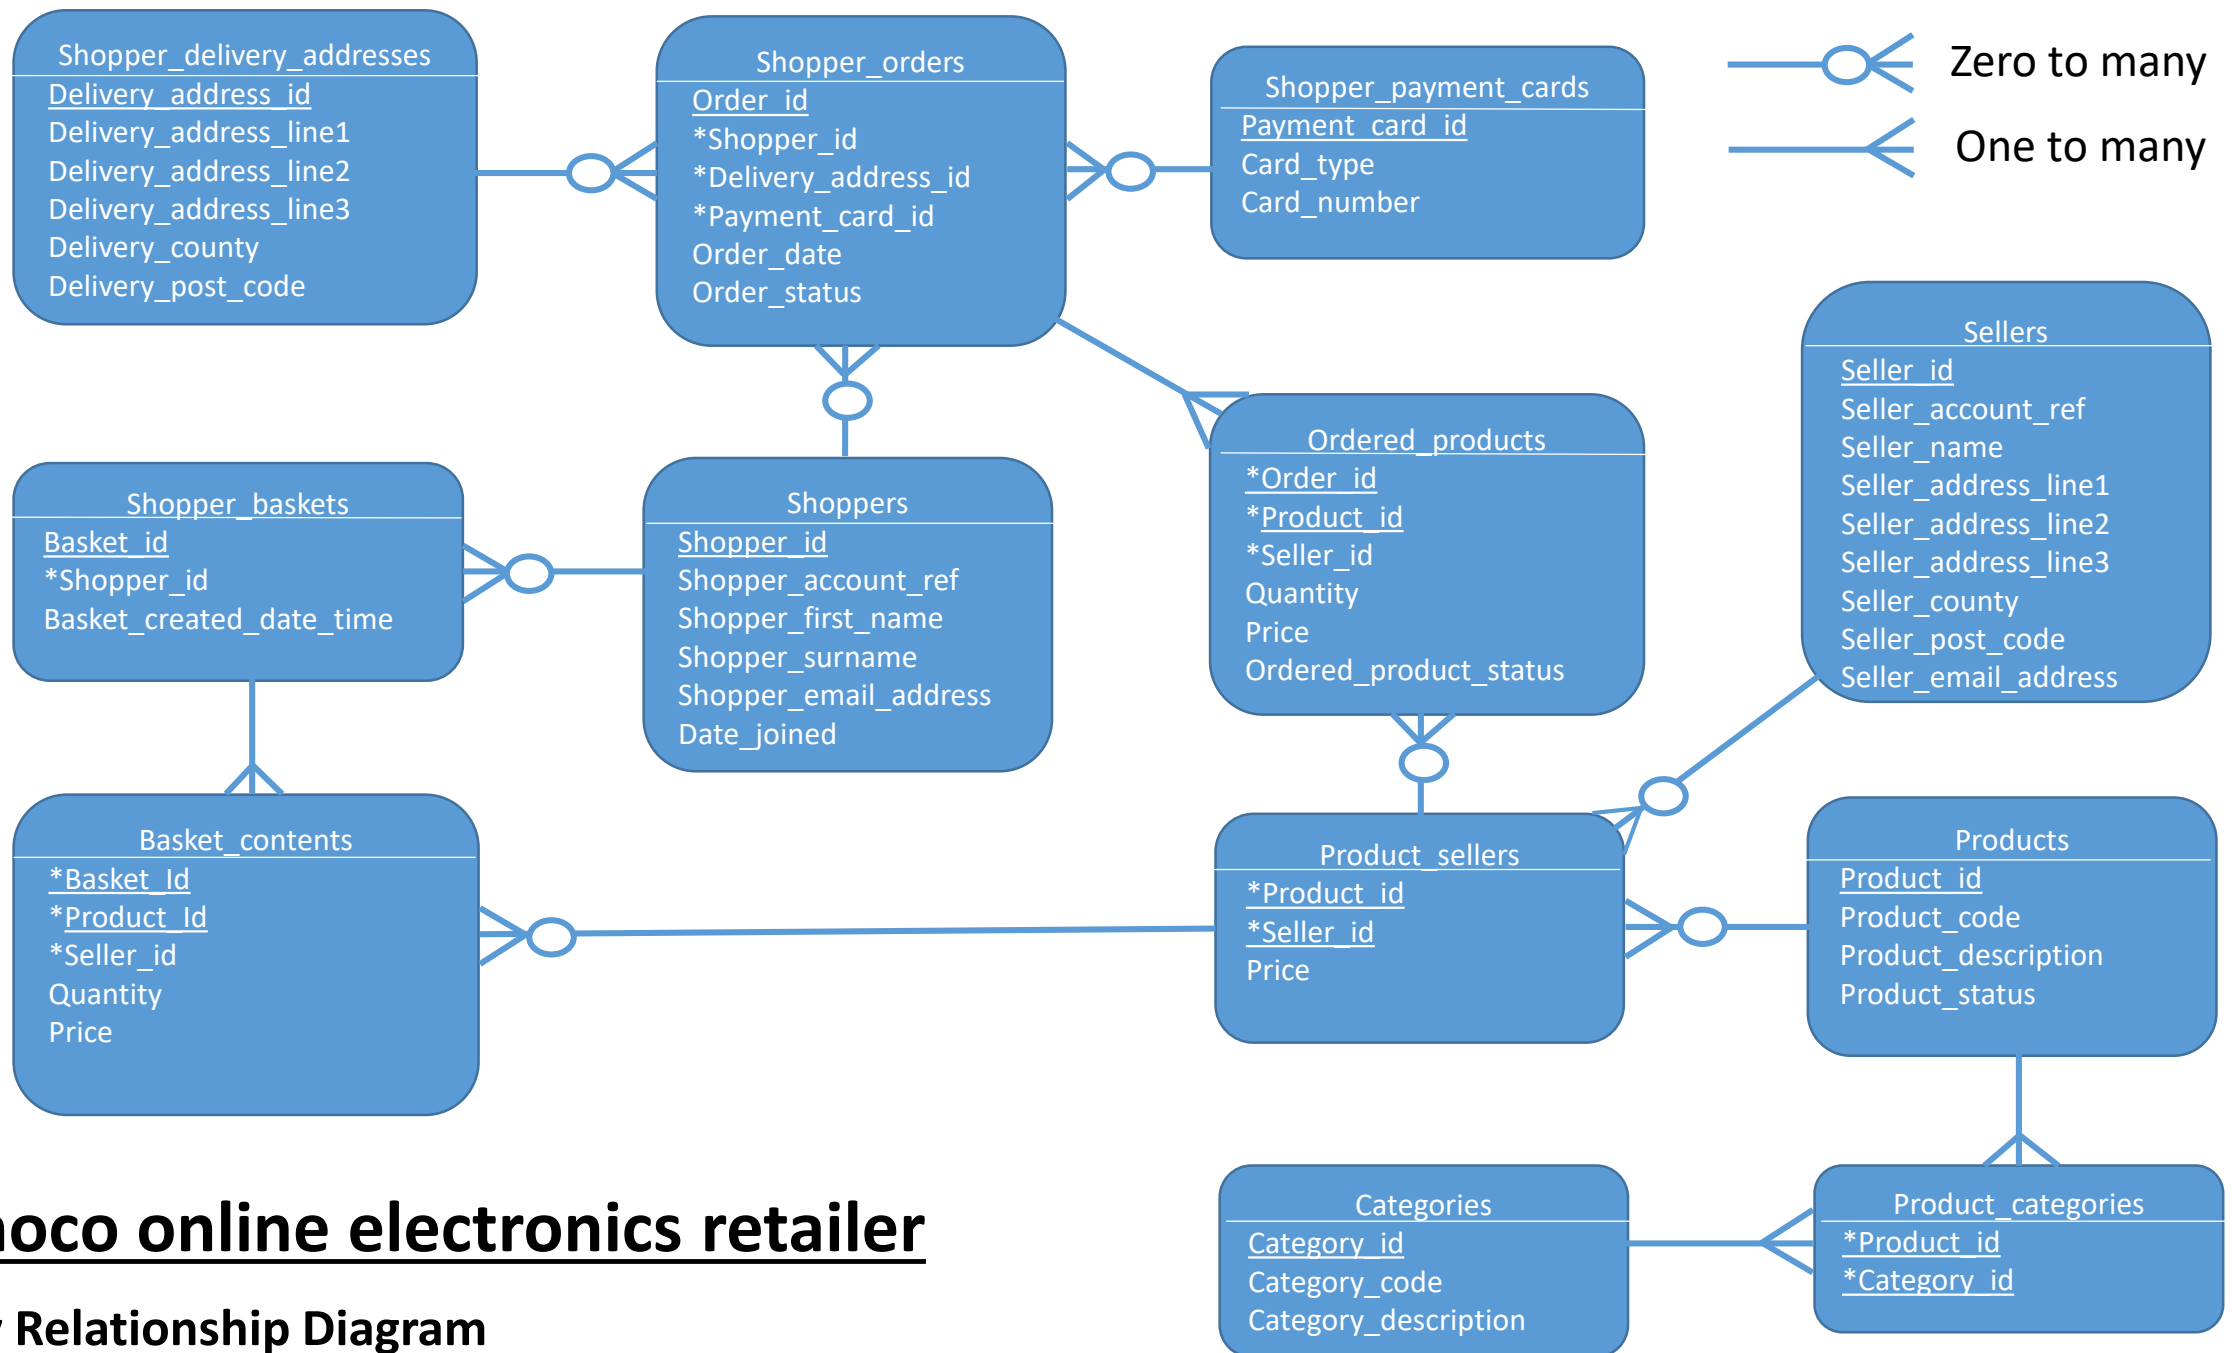 Shopper_delivery_addresses
Delivery_address_id
Delivery_address_line1
Delivery_address_line2
Delivery_address_line3
Delivery_county
Delivery_post_code
Shopper_orders
Order_id
*Shopper_id
*Delivery_address_id
*Payment_card_id
Order_date
Order_status
Shopper_payment_cards
Payment_card_id
Card_type
Card_number
Zero to many
One to many
Sellers
Seller_id
Seller_account_ref
Seller_name
Seller_address_line1
Seller_address_line2
Seller_address_line3
Seller_county
Seller_post_code
Seller_email_address
Shopper_baskets
Basket_id
*Shopper_id
Basket_created_date_time
Shoppers
Shopper_id
Shopper_account_ref
Shopper_first_name
Shopper_surname
Shopper_email_address
Date_joined
Ordered_products
*Order_id
*Product_id
*Seller_id
Quantity
Price
Ordered_product_status
Basket_contents
*Basket_Id
*Product_Id
*Seller_id
Quantity
Price
Product_sellers
*Product_id
*Seller_id
Price
Products
Product_id
Product_code
Product_description
Product_status
Categories
Category_id
Category_code
Category_description
Product_categories
*Product_id
*Category_id
online electronics retailer
Relationship Diagram